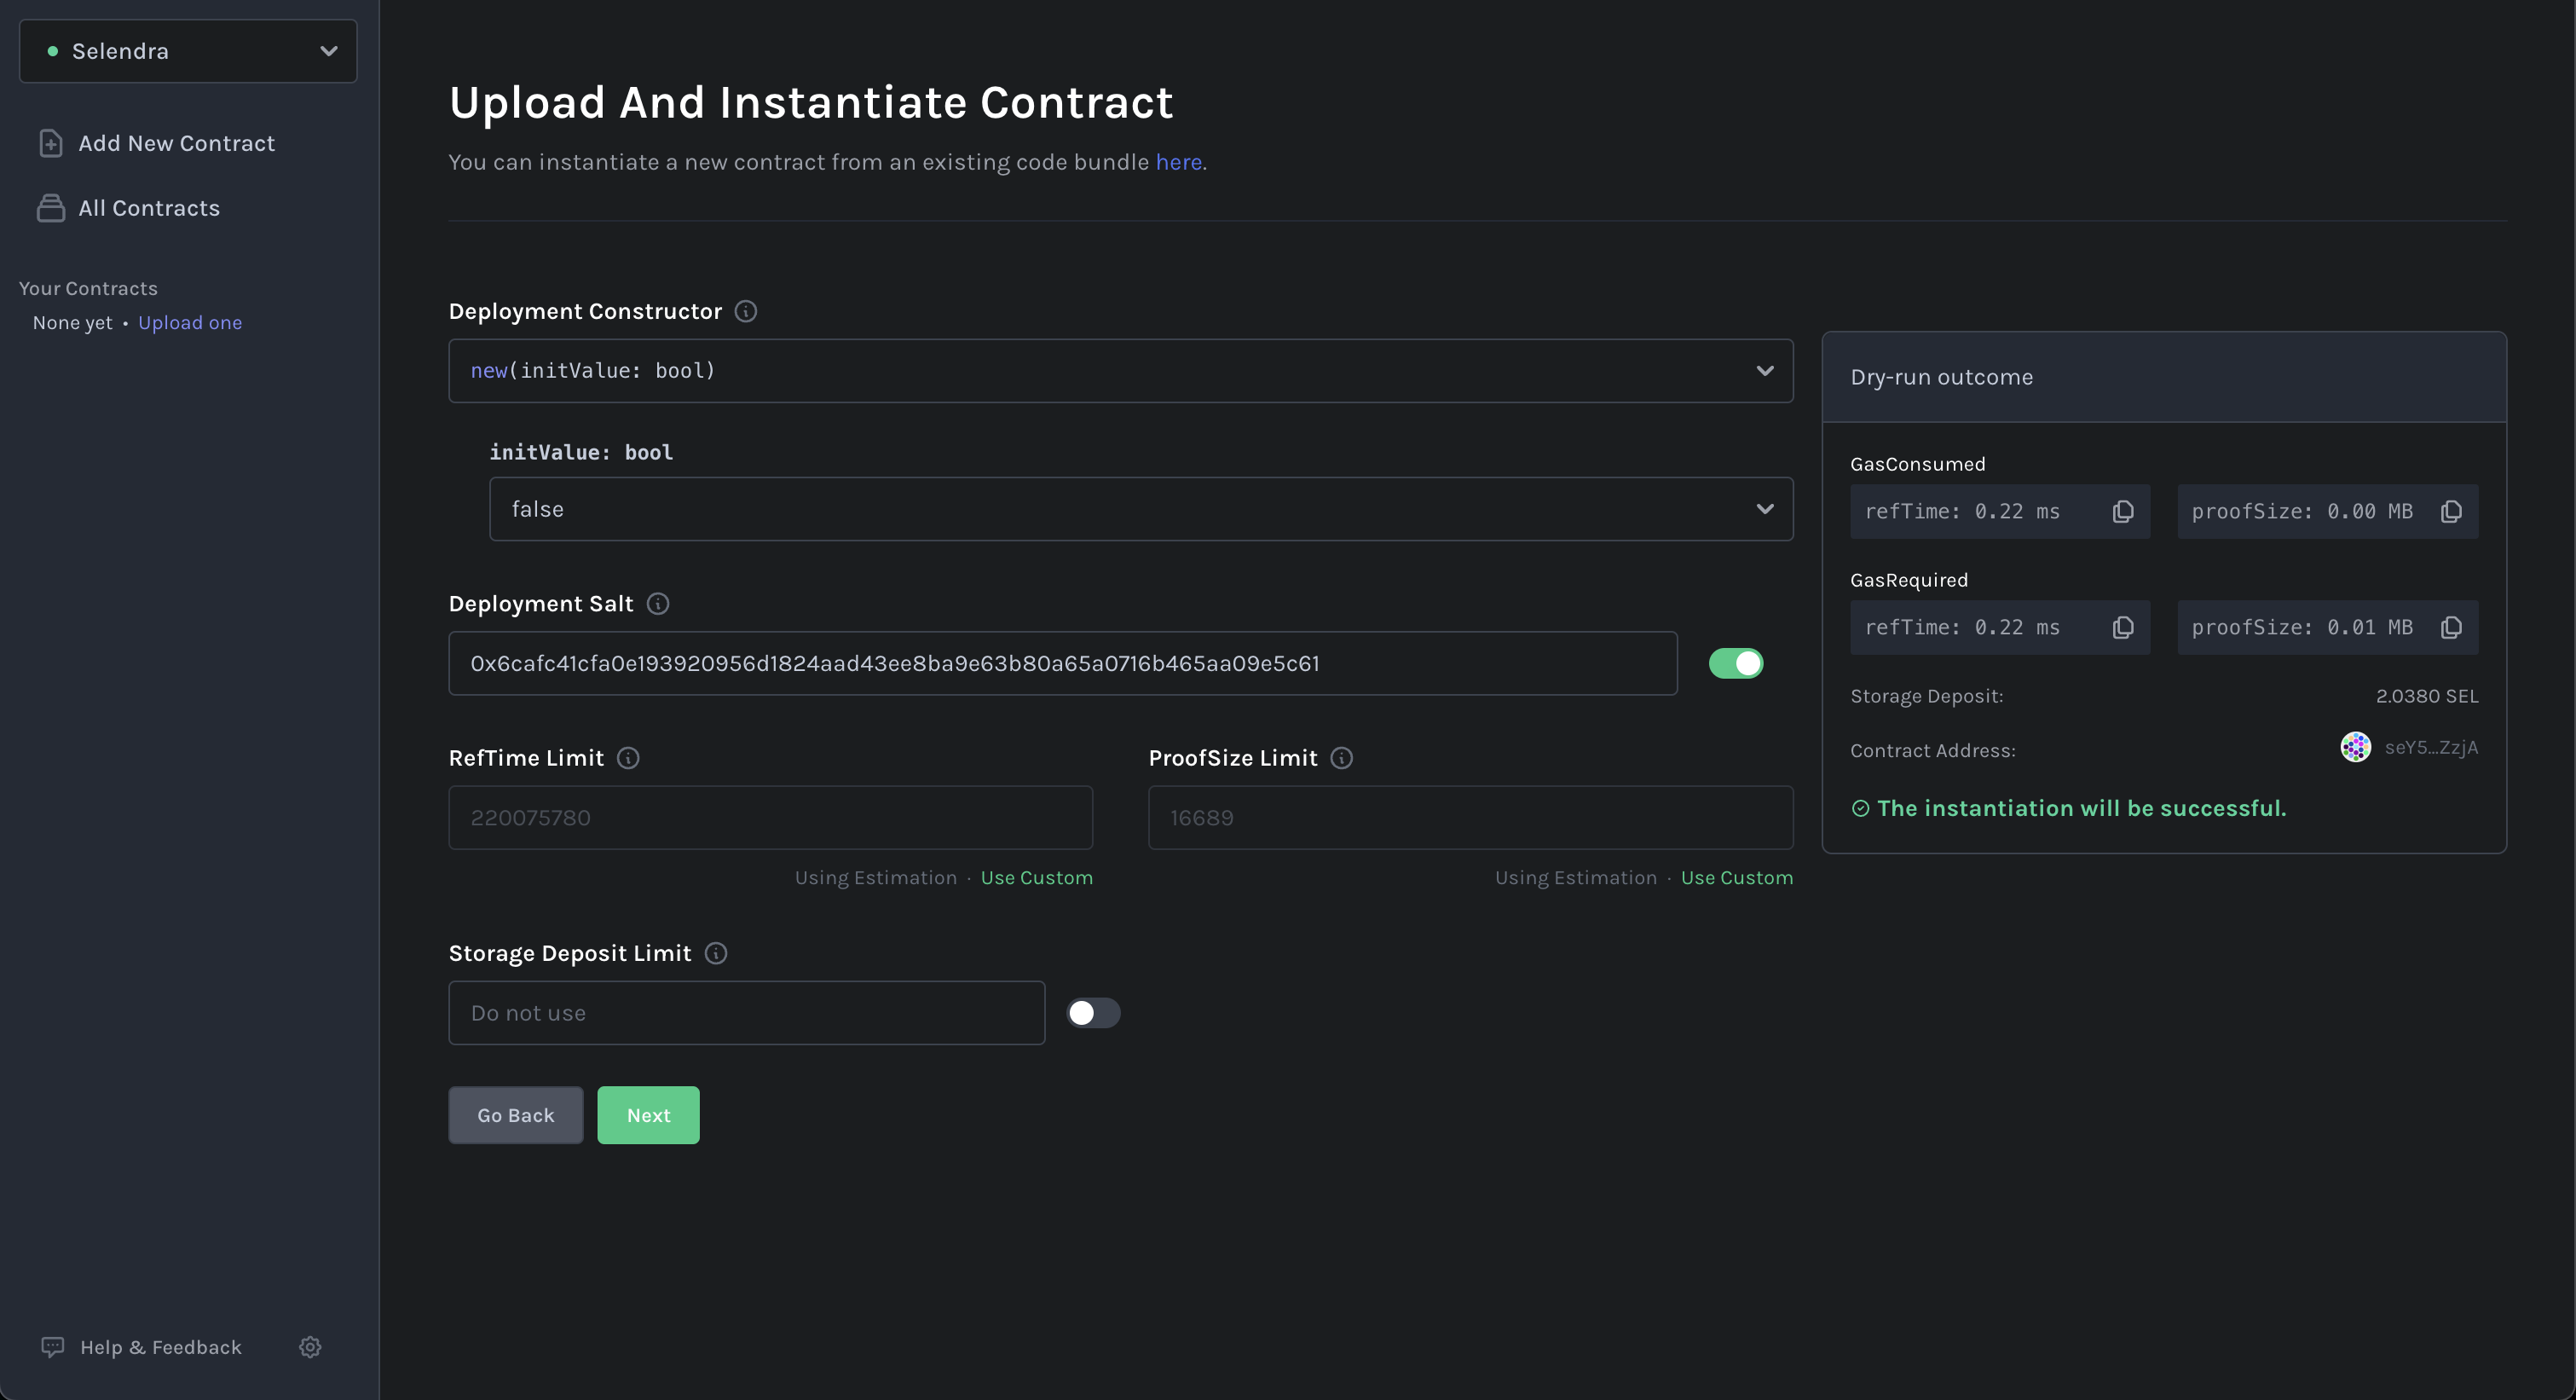 Selendra
Add New Contract
All Contracts
Your Contracts
None yet • Upload one
Help & Feedback
Upload And Instantiate Contract
You can instantiate a new contract from an existing code bundle here.
Deployment Constructor
new(initValue: bool)
initValue: bool
false
Deployment Salt
0x6cafc41cfa0e193920956d1824aad43ee8ba9e63b80a65a0716b465aa09e5c61
RefTime Limit
220075780
Using Estimation · Use Custom
ProofSize Limit
16689
Using Estimation · Use Custom
Storage Deposit Limit
Do not use
Go Back
Next
Dry-run outcome
GasConsumed
refTime: 0.22 ms
proofSize: 0.00 MB
GasRequired
refTime: 0.22 ms
proofSize: 0.01 MB
Storage Deposit: 2.0380 SEL
Contract Address: seY5...ZzjA
The instantiation will be successful.